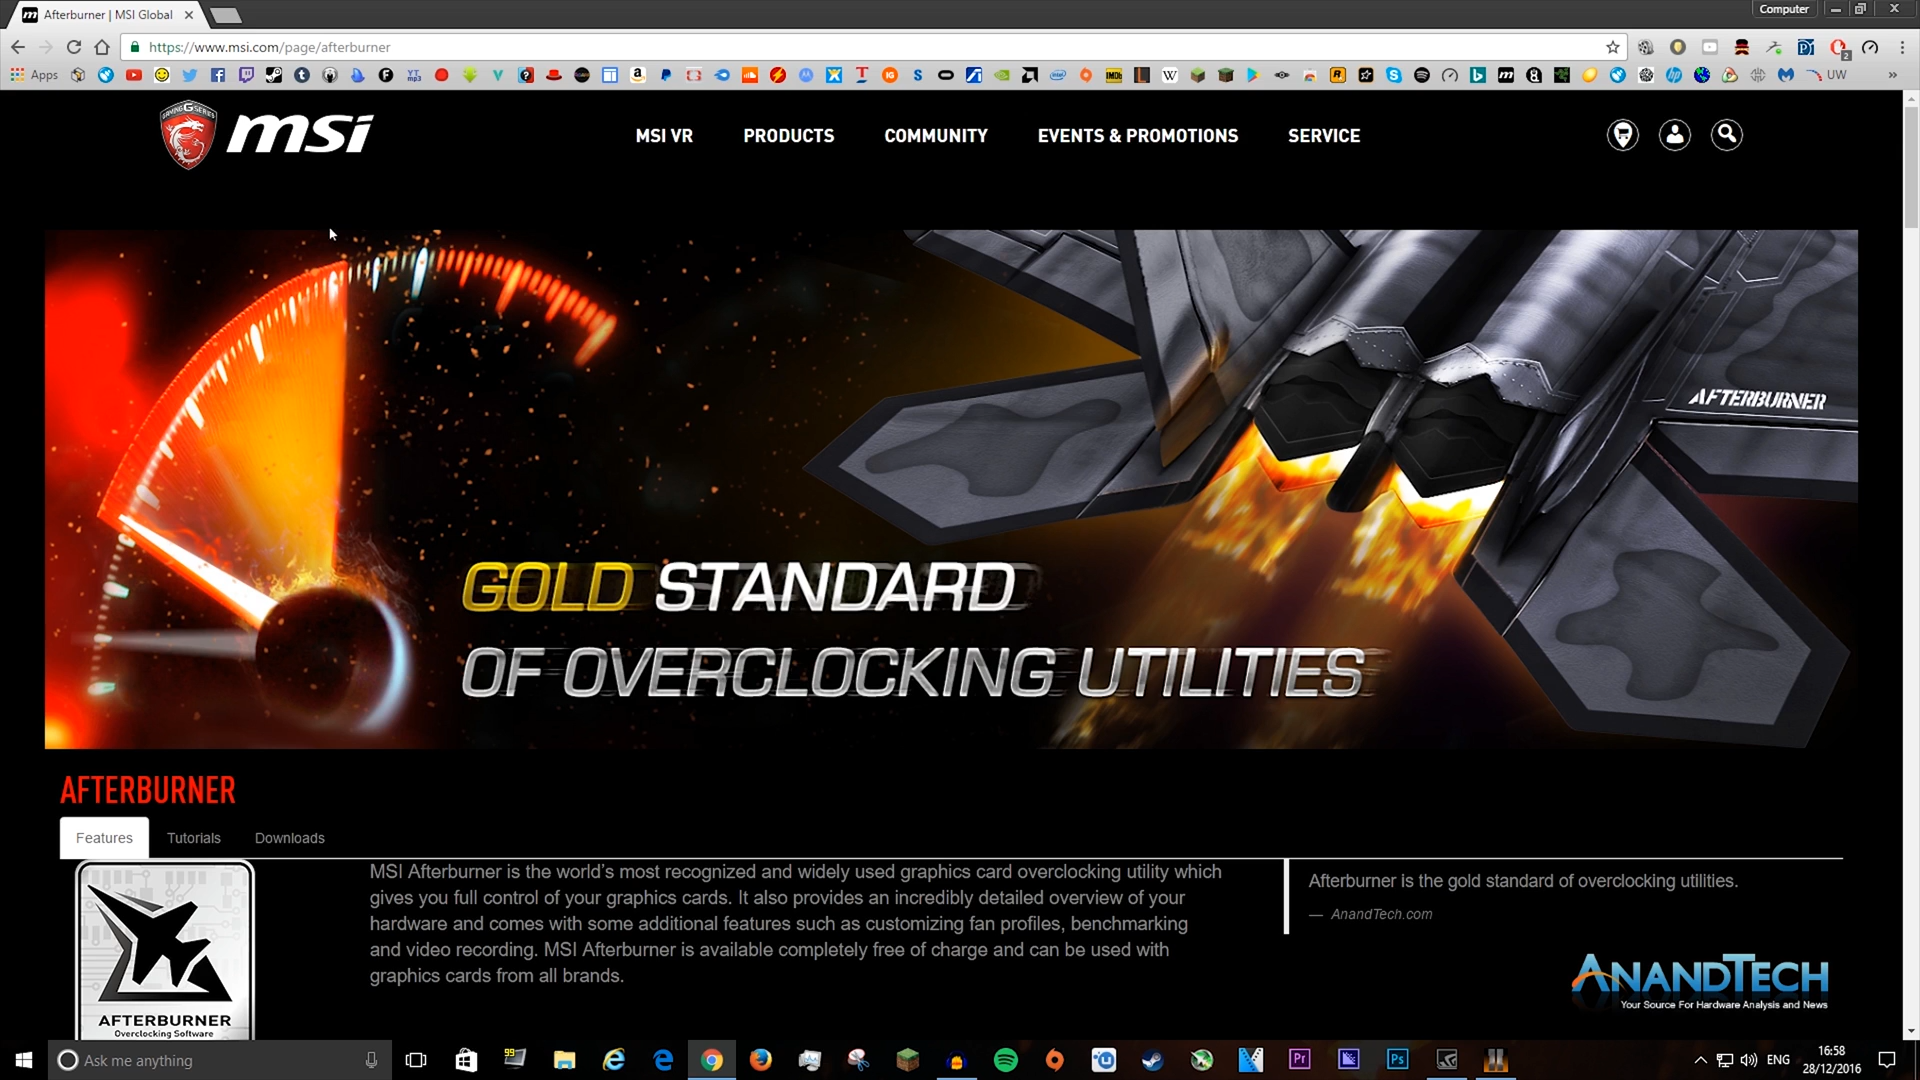 Afterburner | MSI Global
Computer
https://www.msi.com/page/afterburner
Apps
UW
msi
MSI VR
PRODUCTS
COMMUNITY
EVENTS & PROMOTIONS
SERVICE
AFTERBURNER
GOLD STANDARD
OF OVERCLOCKING UTILITIES
AFTERBURNER
Features
Tutorials
Downloads
AFTERBURNER
Overclocking Software
MSI Afterburner is the world’s most recognized and widely used graphics card overclocking utility which
gives you full control of your graphics cards. It also provides an incredibly detailed overview of your
hardware and comes with some additional features such as customizing fan profiles, benchmarking
and video recording. MSI Afterburner is available completely free of charge and can be used with
graphics cards from all brands.
Afterburner is the gold standard of overclocking utilities.
— AnandTech.com
ANANDTECH
Your Source For Hardware Analysis and News
Ask me anything
ENG
16:58
28/12/2016